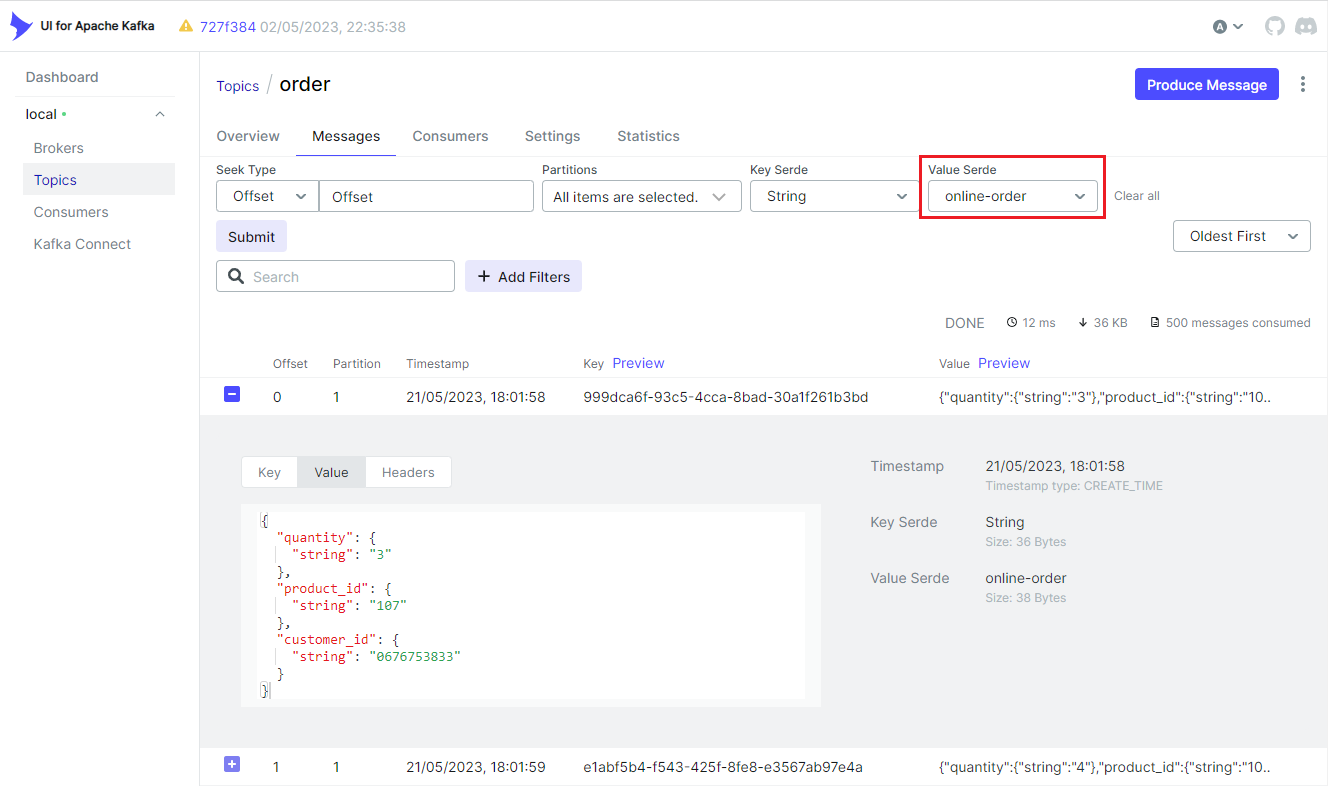 UI for Apache Kafka 727f384 02/05/2023, 22:35:38 A
Dashboard
local
Brokers
Topics
Consumers
Kafka Connect
Topics / order
Produce Message
Overview Messages Consumers Settings Statistics
Seek Type Partitions Key Serde Value Serde
Offset Offset All items are selected. String online-order Clear all
Submit Oldest First
Search Add Filters
DONE 12 ms 36 KB 500 messages consumed
Offset Partition Timestamp Key Preview Value Preview
0 1 21/05/2023, 18:01:58 999dca6f-93c5-4cca-8bad-30a1f261b3bd {"quantity":{"string":"3"},"product_id":{"string":"10..
Key Value Headers
{
"quantity": {
"string": "3"
},
"product_id": {
"string": "107"
},
"customer_id": {
"string": "0676753833"
}
}
Timestamp 21/05/2023, 18:01:58
Timestamp type: CREATE_TIME
Key Serde String
Size: 36 Bytes
Value Serde online-order
Size: 38 Bytes
1 1 21/05/2023, 18:01:59 e1abf5b4-f543-425f-8fe8-e3567ab97e4a {"quantity":{"string":"4"},"product_id":{"string":"10..